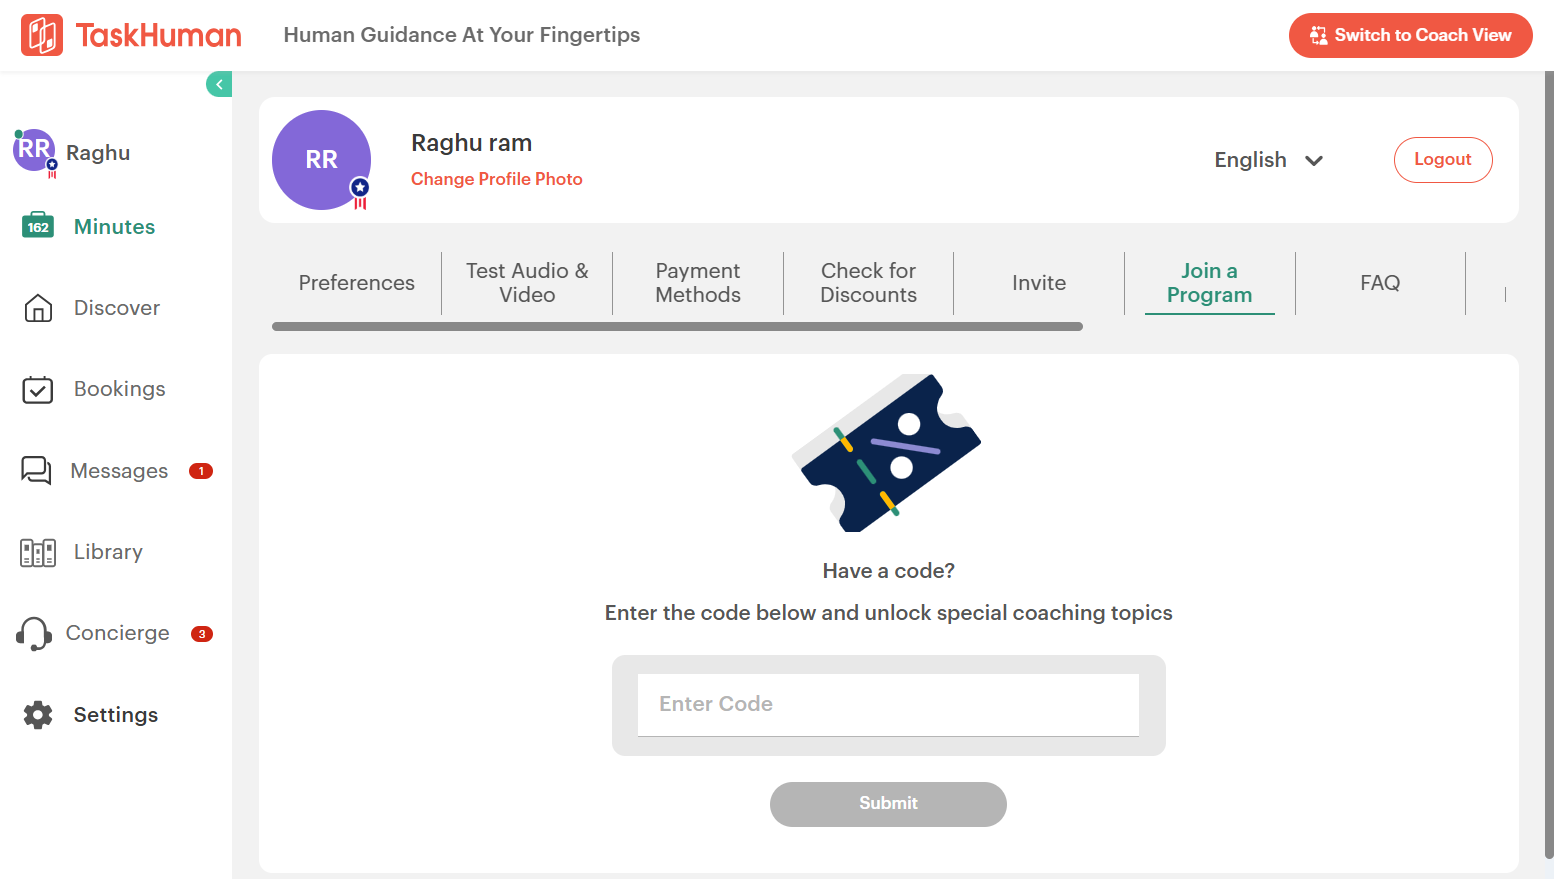 TaskHuman
Human Guidance At Your Fingertips
Switch to Coach View
RR
Raghu
162
Minutes
Discover
Bookings
Messages
1
Library
Concierge
3
Settings
RR
Raghu ram
Change Profile Photo
English
Logout
Preferences
Test Audio &
Video
Payment
Methods
Check for
Discounts
Invite
Join a
Program
FAQ
Have a code?
Enter the code below and unlock special coaching topics
Enter Code
Submit